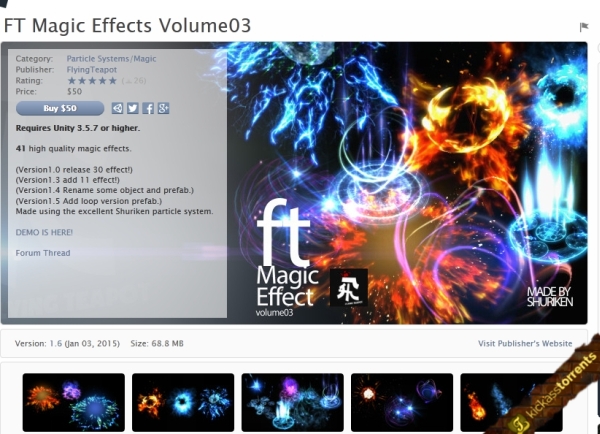 FT Magic Effects Volume03
Category: Particle Systems/Magic
Publisher: FlyingTeapot
Rating: ★★★★★ (26)
Price: $50
Buy $50
Requires Unity 3.5.7 or higher.
41 high quality magic effects.
(Version1.0 release 30 effect!)
(Version1.3 add 11 effect!)
(Version1.4 Rename some object and prefab.)
(Version1.5 Add loop version prefab.)
Made using the excellent Shuriken particle system.
DEMO IS HERE!
Forum Thread
ft
Magic
Effect
volume03
MADE BY
SHURIKEN
Version: 1.6 (Jan 03, 2015) Size: 68.8 MB
Visit Publisher's Website
kickasstorrents